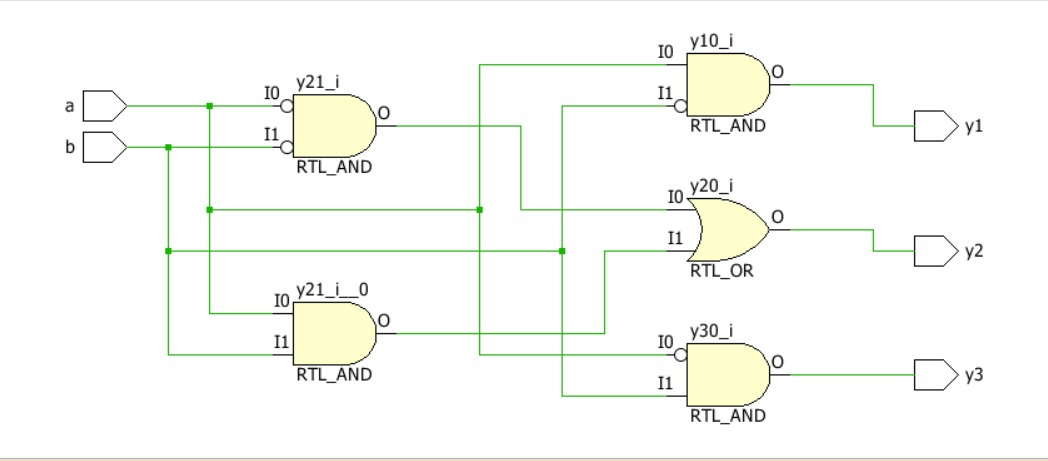 y10_i
I0
O
I1
RTL_AND
y1
y21_i
a
I0
O
b
I1
RTL_AND
y20_i
I0
O
I1
RTL_OR
y2
y21_i__0
I0
O
I1
RTL_AND
y30_i
I0
O
I1
RTL_AND
y3